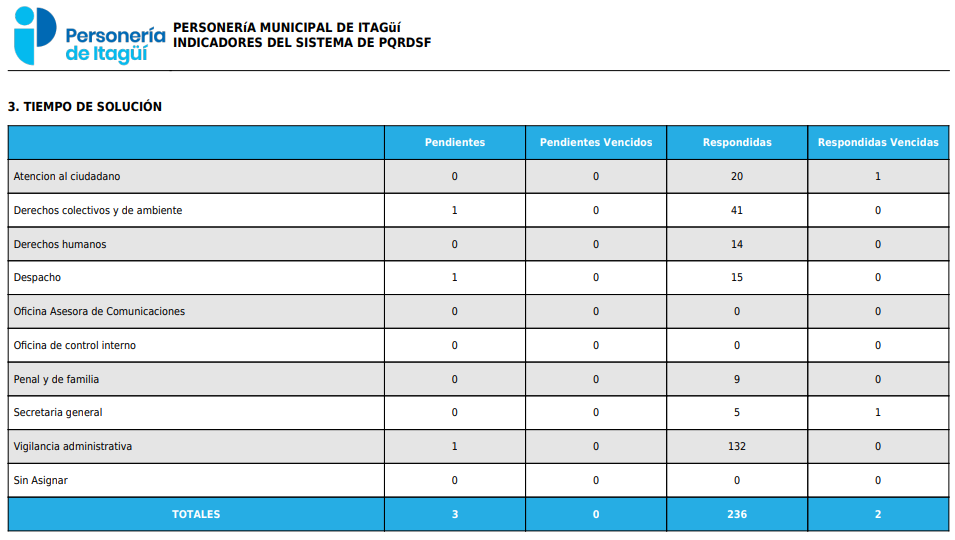 Personería
de Itagüí
PERSONERíA MUNICIPAL DE ITAGüí
INDICADORES DEL SISTEMA DE PQRDSF
3. TIEMPO DE SOLUCIÓN
Pendientes Pendientes Vencidos Respondidas Respondidas Vencidas
Atencion al ciudadano 0 0 20 1
Derechos colectivos y de ambiente 1 0 41 0
Derechos humanos 0 0 14 0
Despacho 1 0 15 0
Oficina Asesora de Comunicaciones 0 0 0 0
Oficina de control interno 0 0 0 0
Penal y de familia 0 0 9 0
Secretaria general 0 0 5 1
Vigilancia administrativa 1 0 132 0
Sin Asignar 0 0 0 0
TOTALES 3 0 236 2